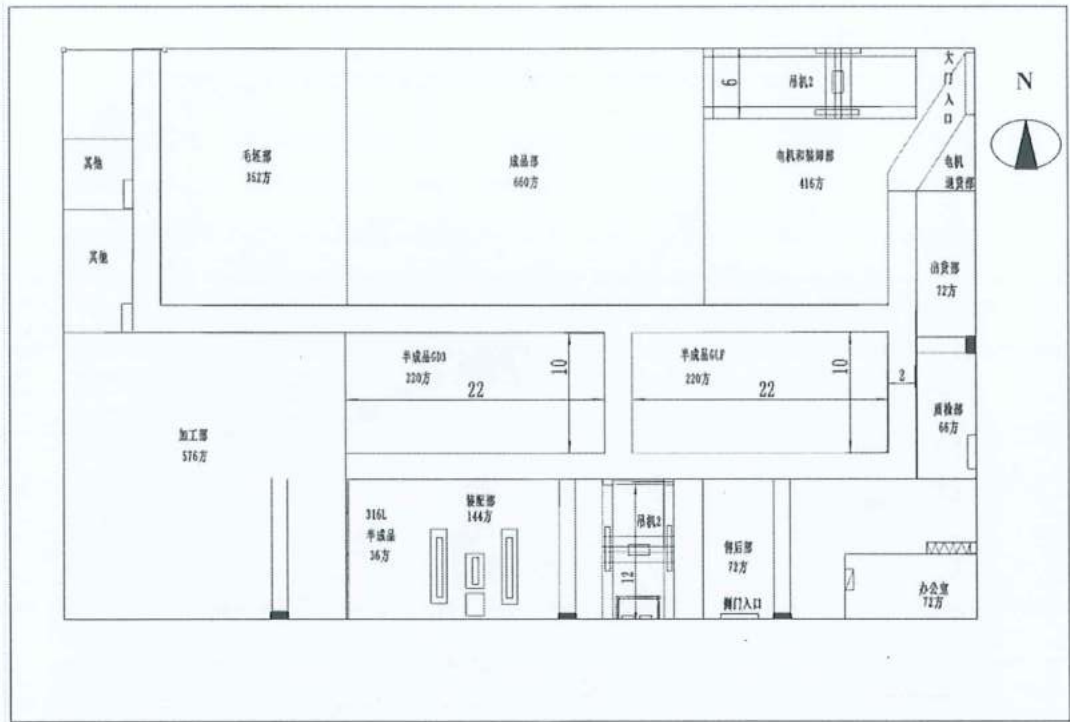 大
门
入
口
N
吊机2
6
其他
毛坯部
352方
成品部
660方
电机和装卸部
416方
电机
退货部
其他
出货部
72方
半成品GD3
220方
10
22
半成品GLF
220方
10
22
2
质检部
66方
加工部
576方
316L
半成品
36方
装配部
144方
吊机2
12
售后部
72方
侧门入口
办公室
72方